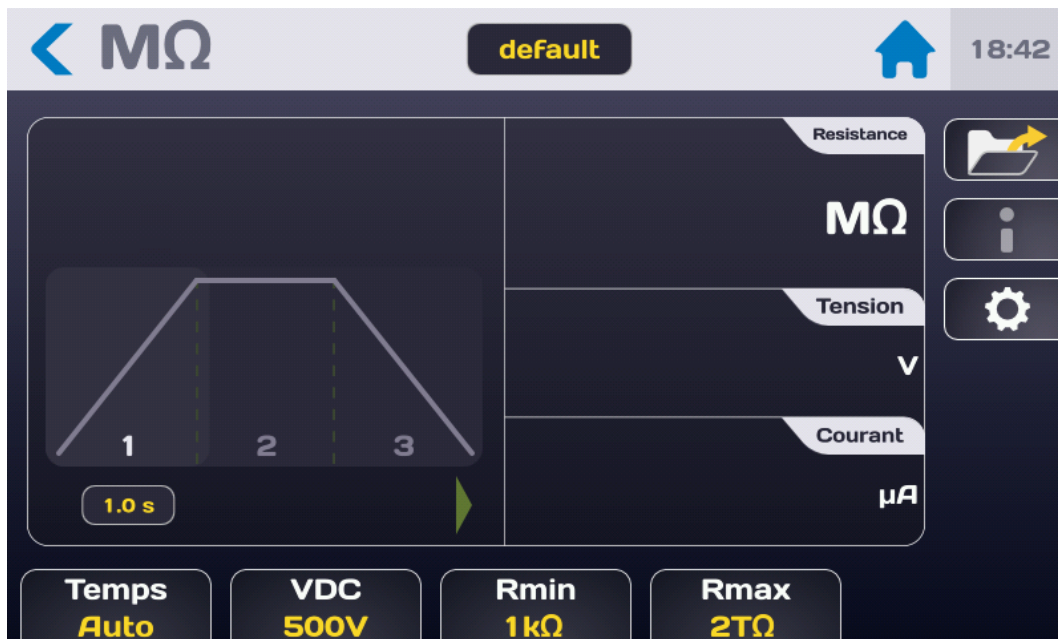 MΩ
default
18:42
Resistance
MΩ
Tension
V
Courant
µA
1 2 3
1.0 s
Temps
Auto
VDC
500V
Rmin
1kΩ
Rmax
2TΩ